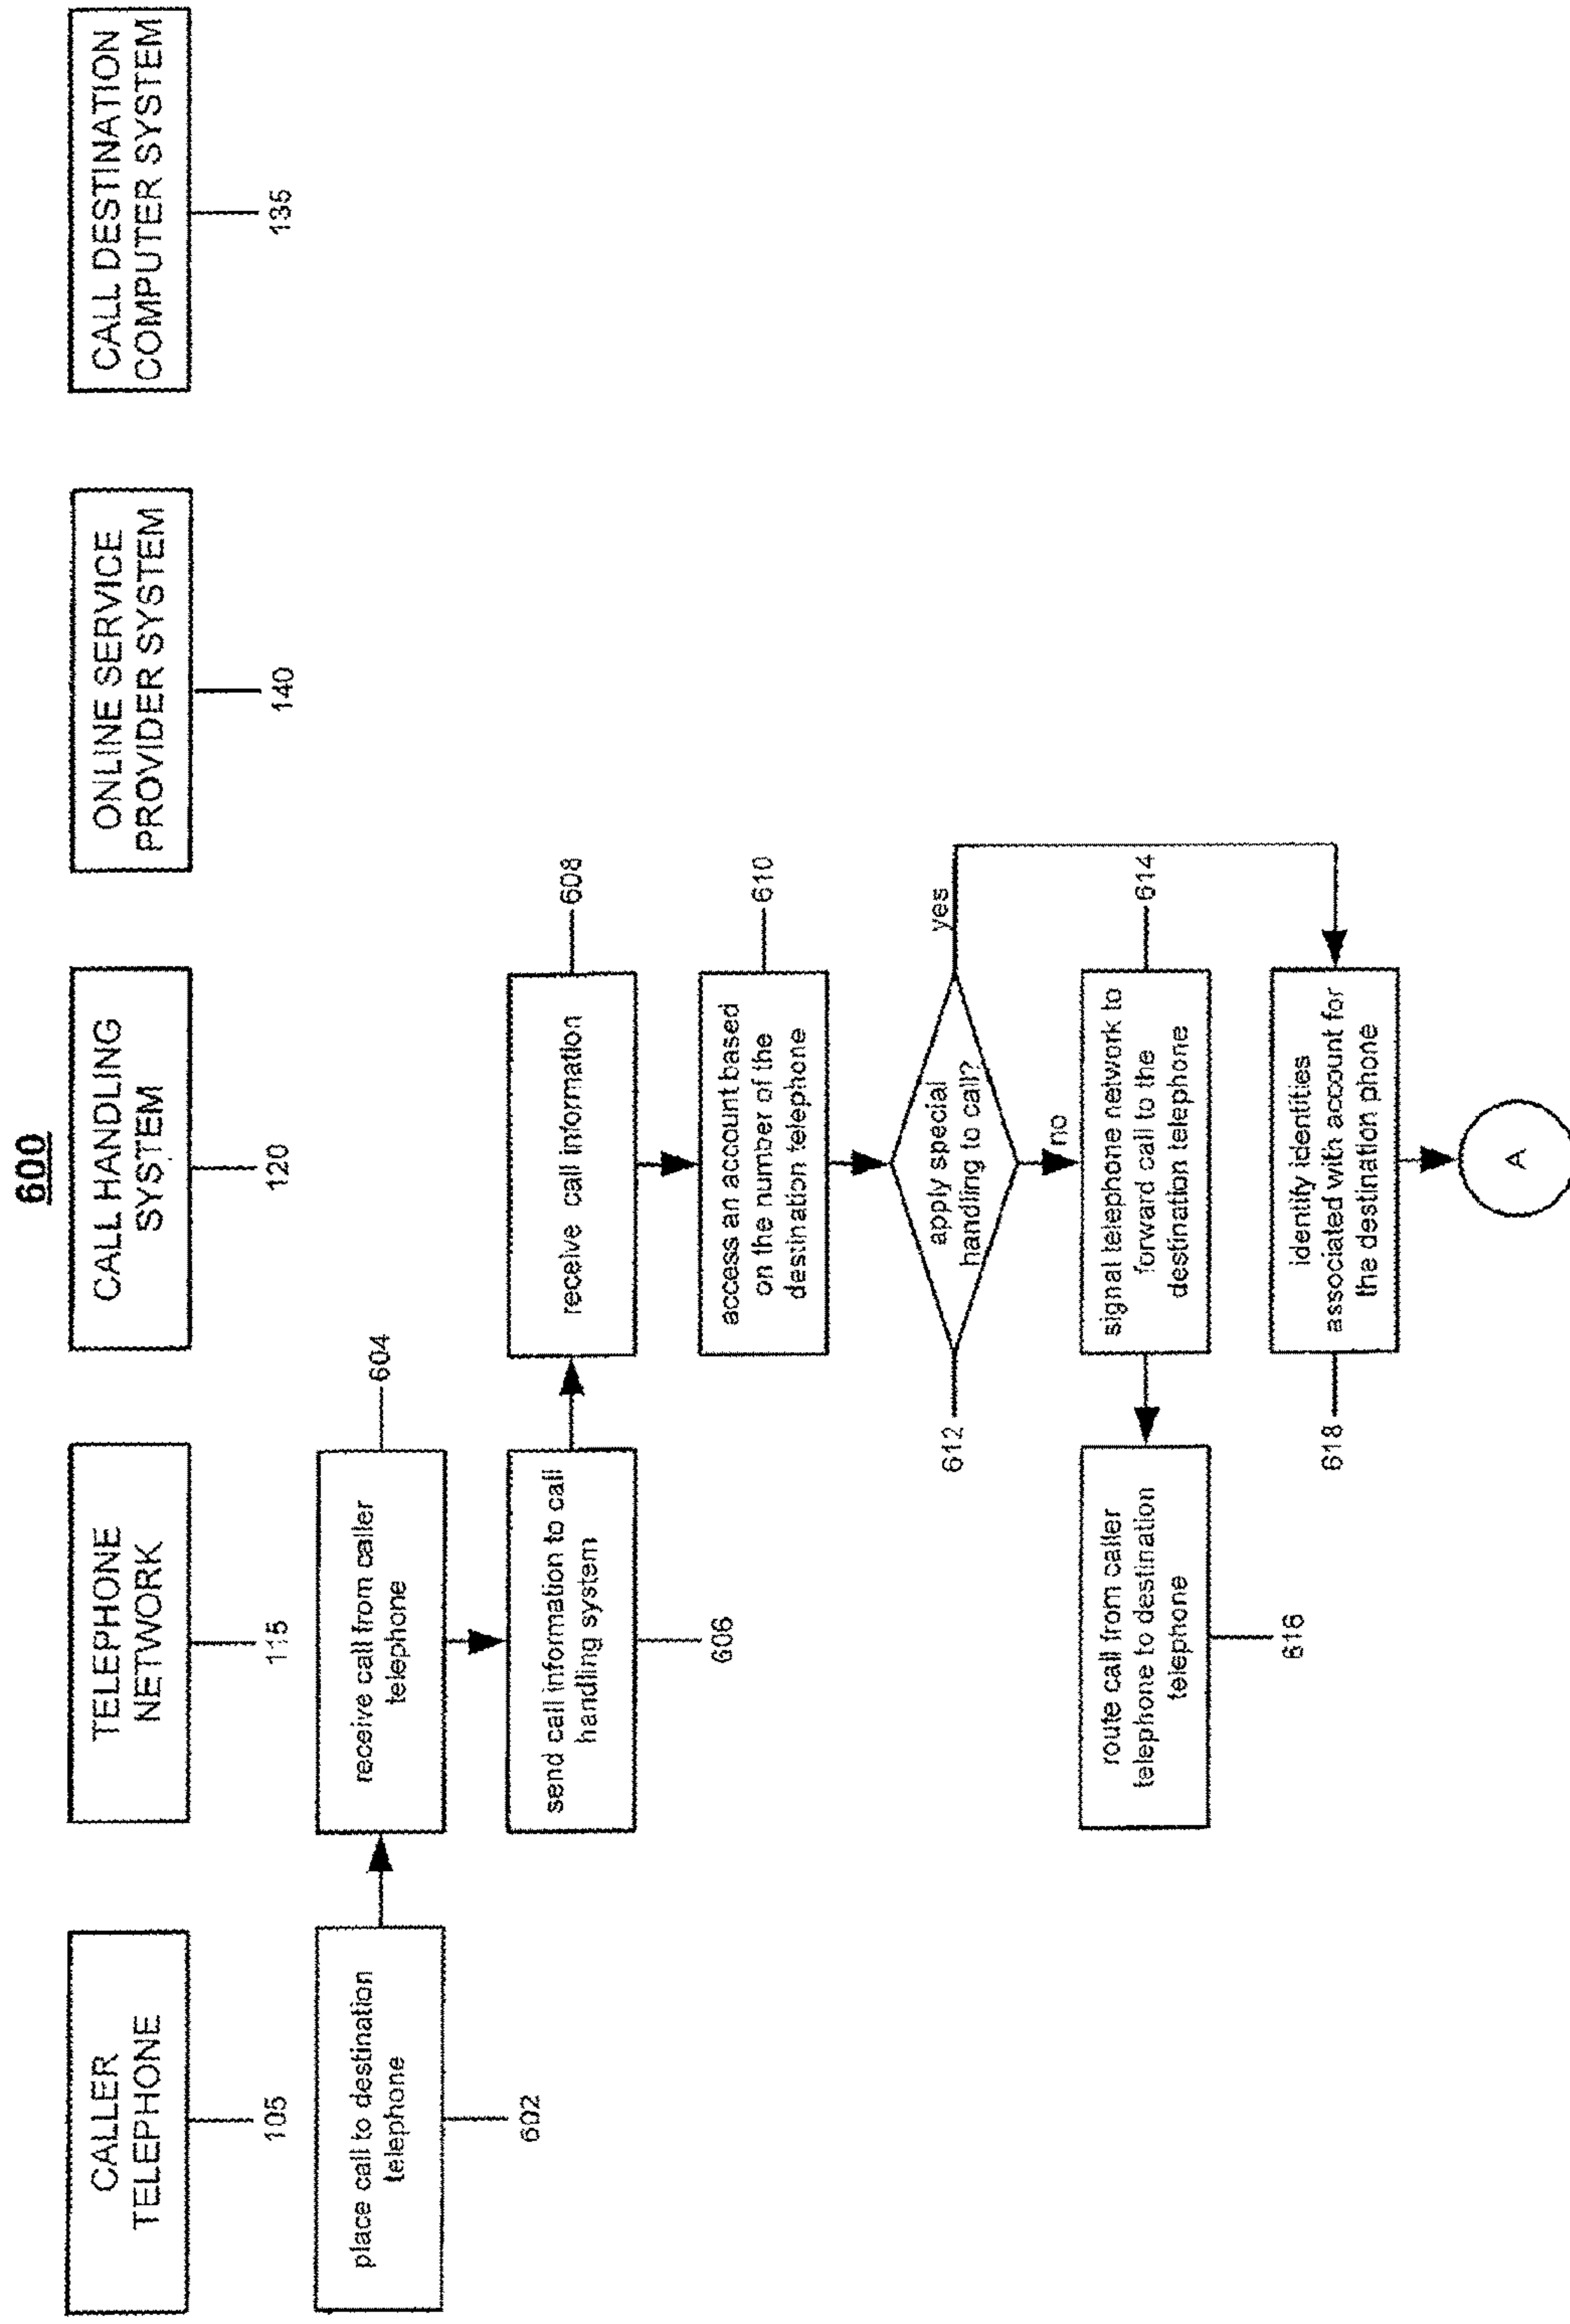 600
CALLER
TELEPHONE
105
TELEPHONE
NETWORK
115
CALL HANDLING
SYSTEM
120
ONLINE SERVICE
PROVIDER SYSTEM
140
CALL DESTINATION
COMPUTER SYSTEM
135
place call to destination
telephone
602
receive call from caller
telephone
604
send call information to call
handling system
606
receive call information
608
access an account based
on the number of the
destination telephone
610
apply special
handling to call?
612
yes
no
signal telephone network to
forward call to the
destination telephone
614
route call from caller
telephone to destination
telephone
616
identify identities
associated with account for
the destination phone
618
A